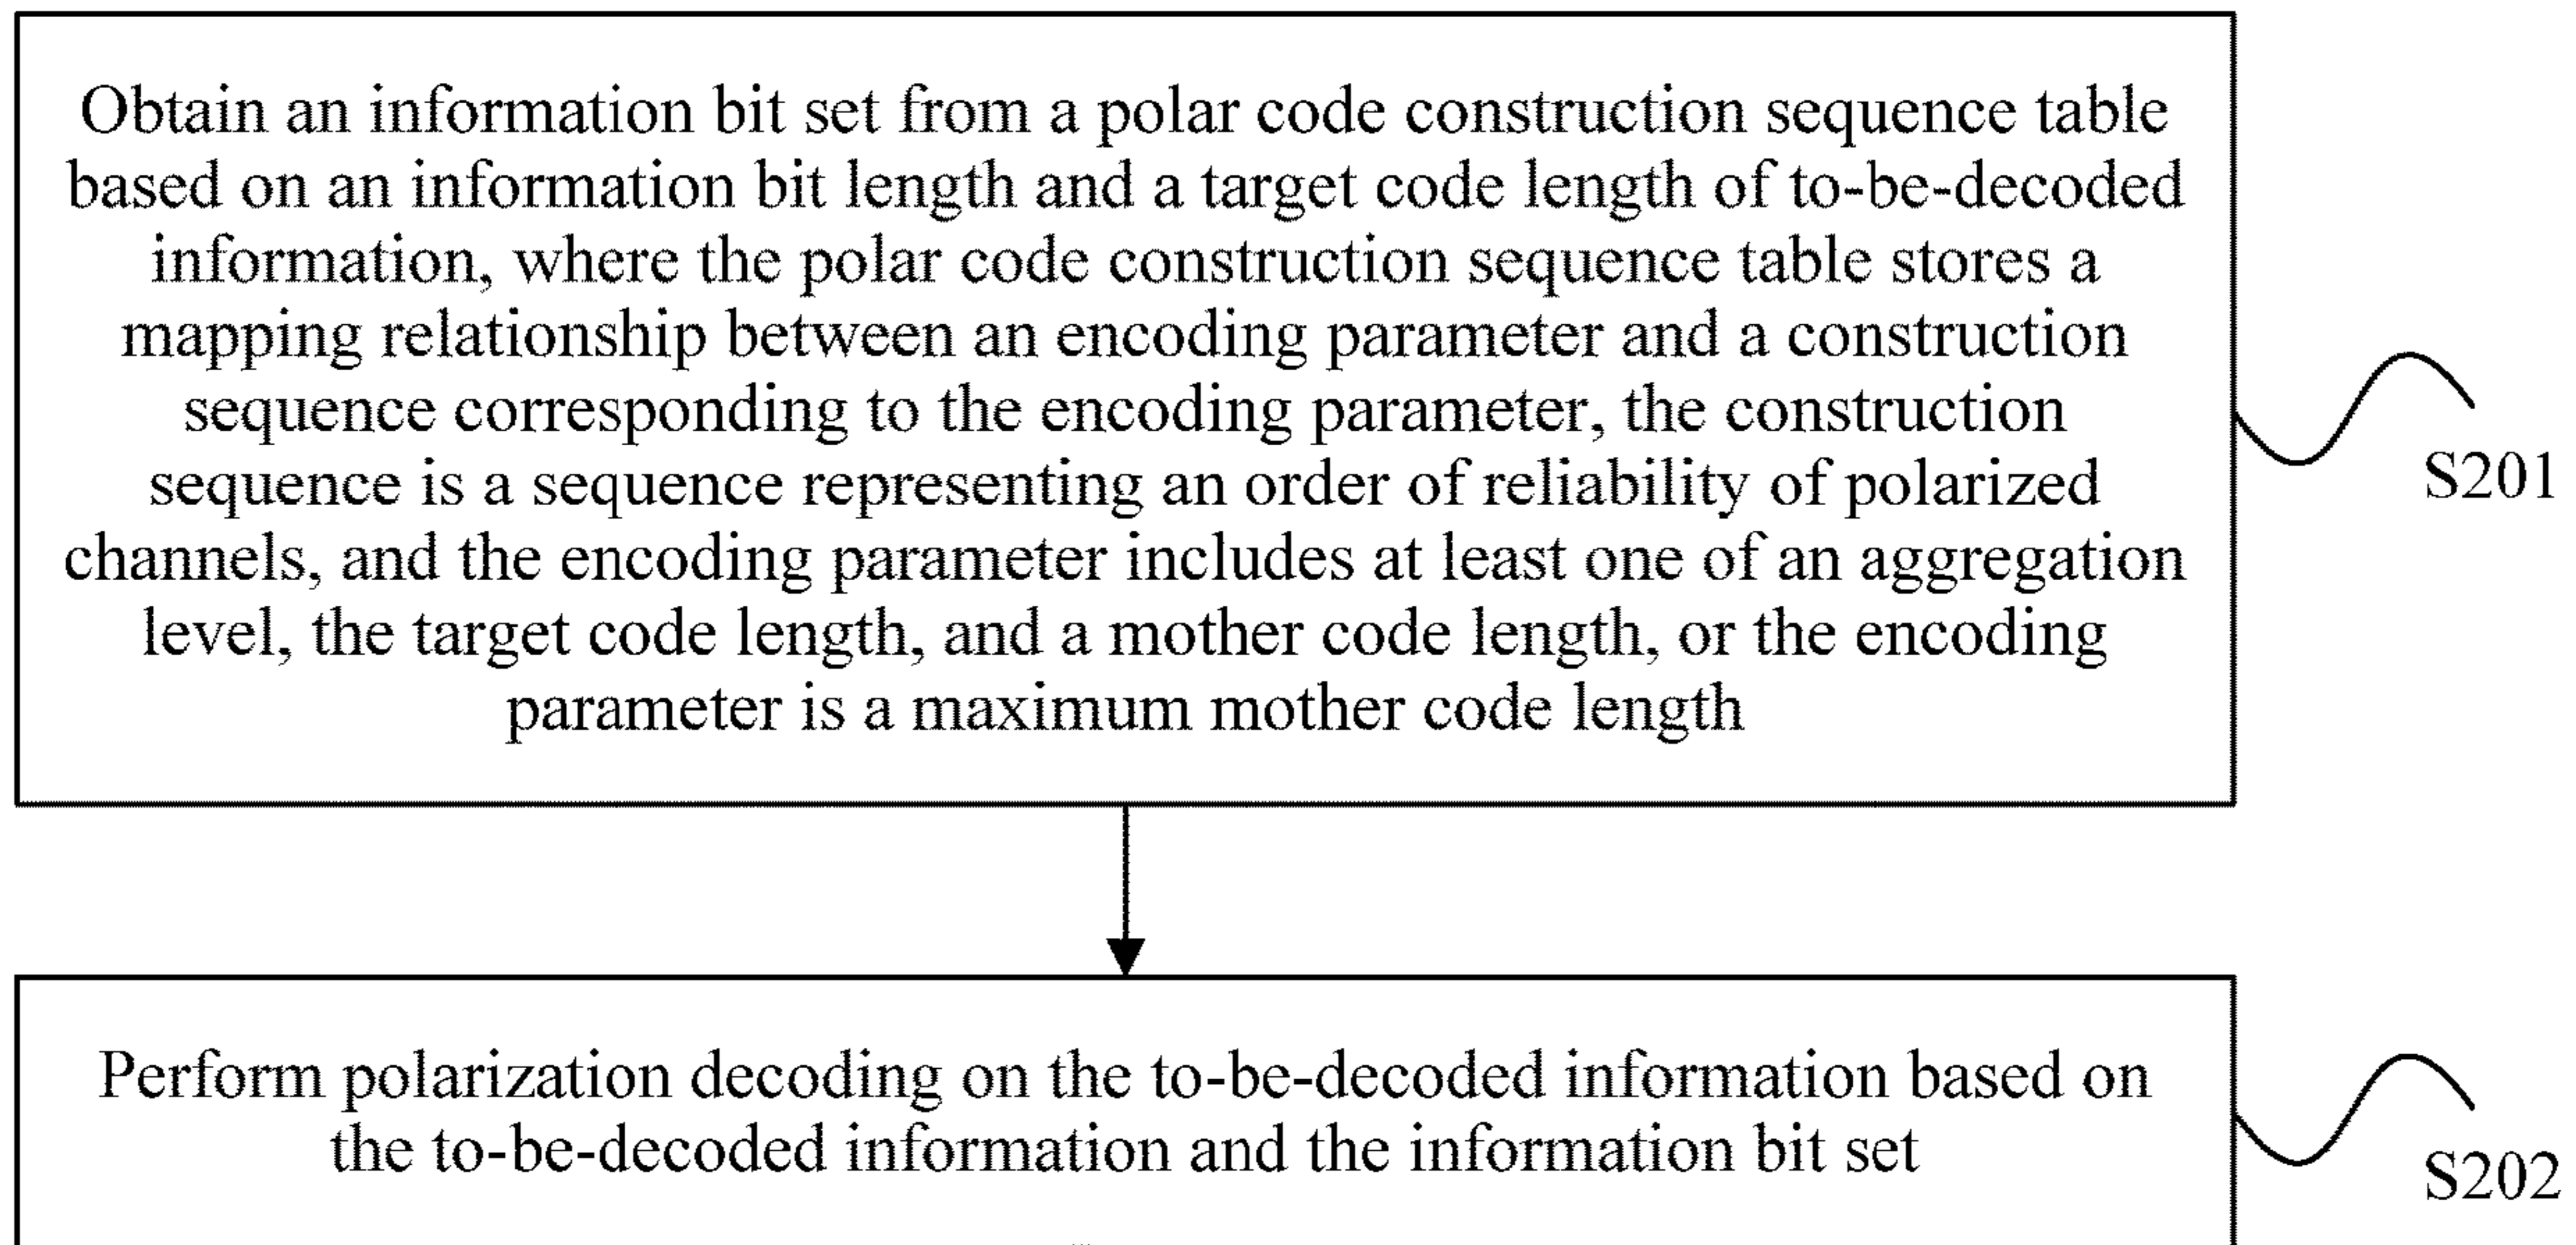 Obtain an information bit set from a polar code construction sequence table
based on an information bit length and a target code length of to-be-decoded
information, where the polar code construction sequence table stores a
mapping relationship between an encoding parameter and a construction
sequence corresponding to the encoding parameter, the construction
sequence is a sequence representing an order of reliability of polarized
channels, and the encoding parameter includes at least one of an aggregation
level, the target code length, and a mother code length, or the encoding
parameter is a maximum mother code length
S201
Perform polarization decoding on the to-be-decoded information based on
the to-be-decoded information and the information bit set
S202